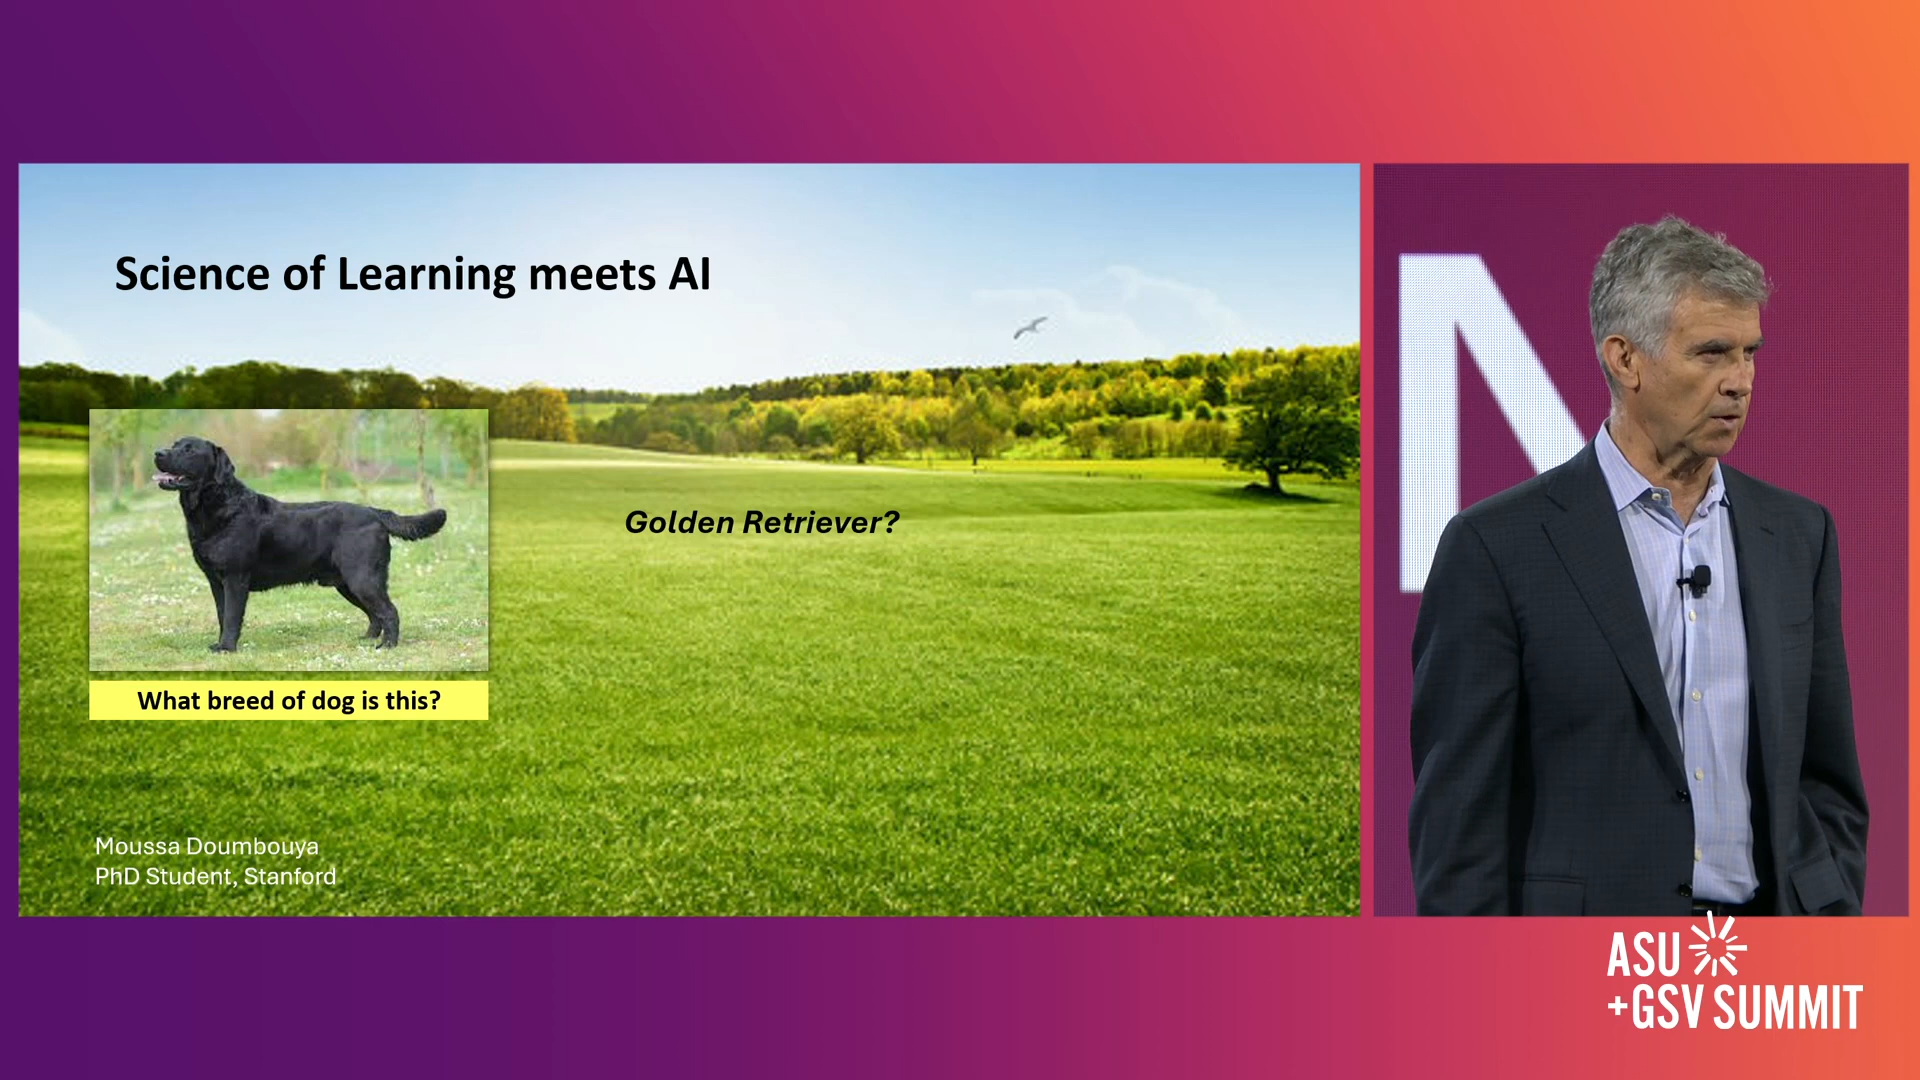 Science of Learning meets AI
Golden Retriever?
What breed of dog is this?
Moussa Doumbouya
PhD Student, Stanford
N
ASU
+GSV SUMMIT